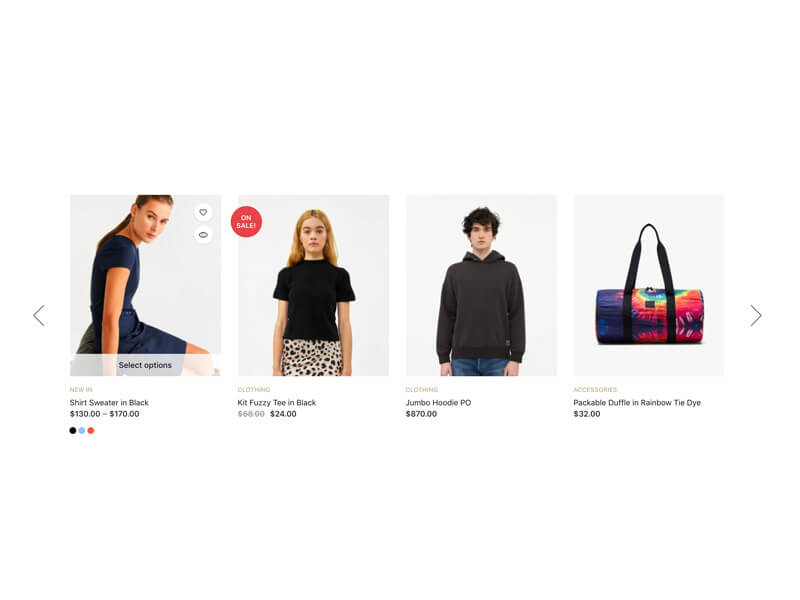 Select options
NEW IN
Shirt Sweater in Black
$130.00 – $170.00
ON
SALE!
CLOTHING
Kit Fuzzy Tee in Black
$68.00 $24.00
CLOTHING
Jumbo Hoodie PO
$870.00
ACCESSORIES
Packable Duffle in Rainbow Tie Dye
$32.00